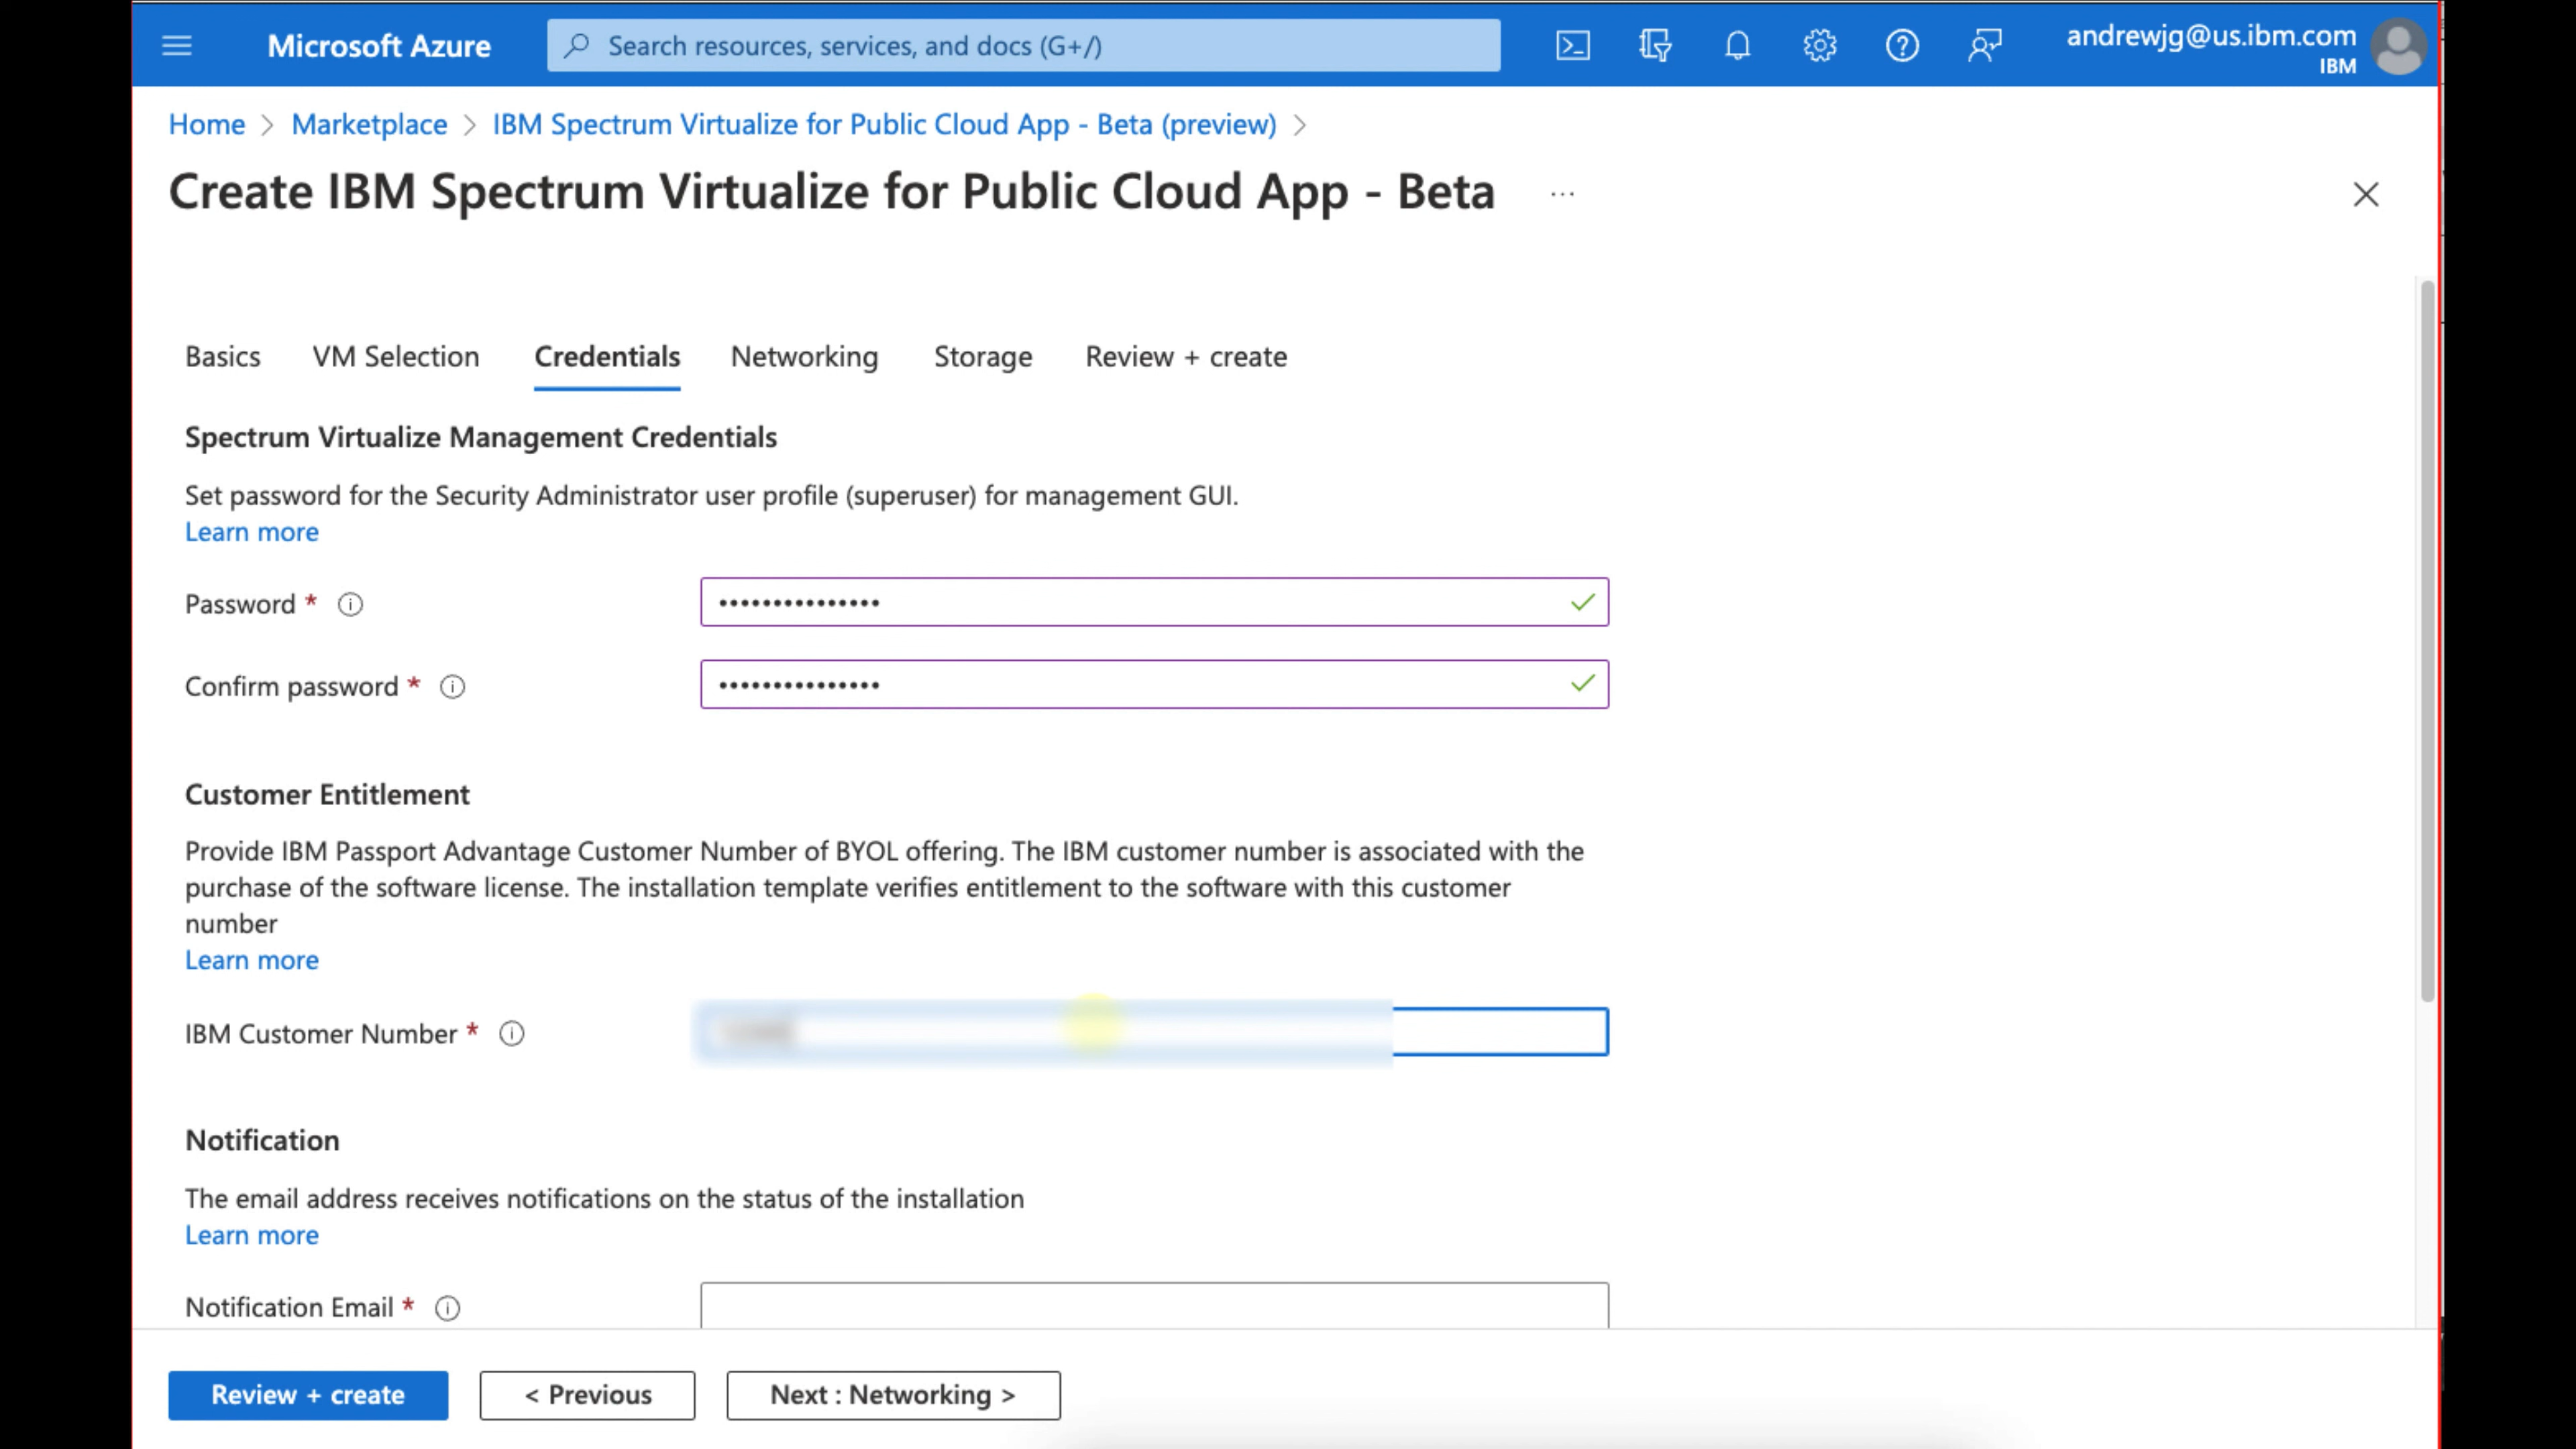 Microsoft Azure
Search resources, services, and docs (G+/)
andrewjg@us.ibm.com
IBM
Home > Marketplace > IBM Spectrum Virtualize for Public Cloud App - Beta (preview) >
Create IBM Spectrum Virtualize for Public Cloud App - Beta ...
Basics VM Selection Credentials Networking Storage Review + create
Spectrum Virtualize Management Credentials
Set password for the Security Administrator user profile (superuser) for management GUI.
Learn more
Password *
Confirm password *
Customer Entitlement
Provide IBM Passport Advantage Customer Number of BYOL offering. The IBM customer number is associated with the
purchase of the software license. The installation template verifies entitlement to the software with this customer
number
Learn more
IBM Customer Number *
Notification
The email address receives notifications on the status of the installation
Learn more
Notification Email *
Review + create < Previous Next : Networking >